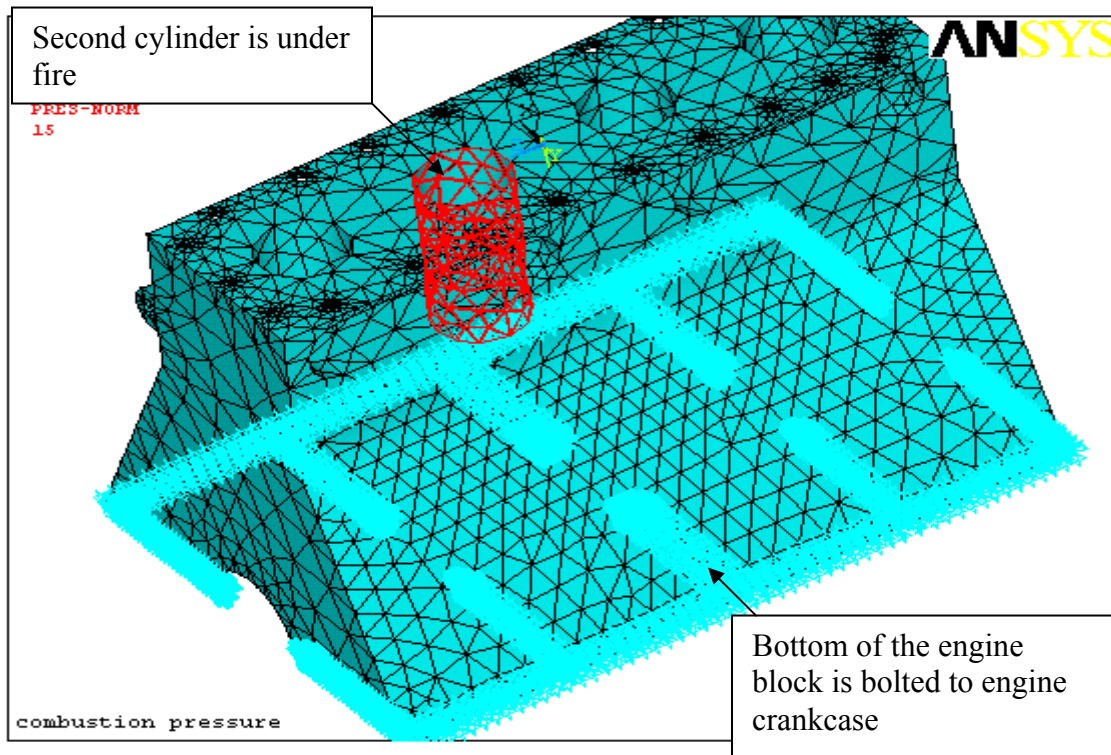 Second cylinder is under
fire
ANSYS
PRES-NORM
15
Y
Bottom of the engine
block is bolted to engine
crankcase
combustion pressure